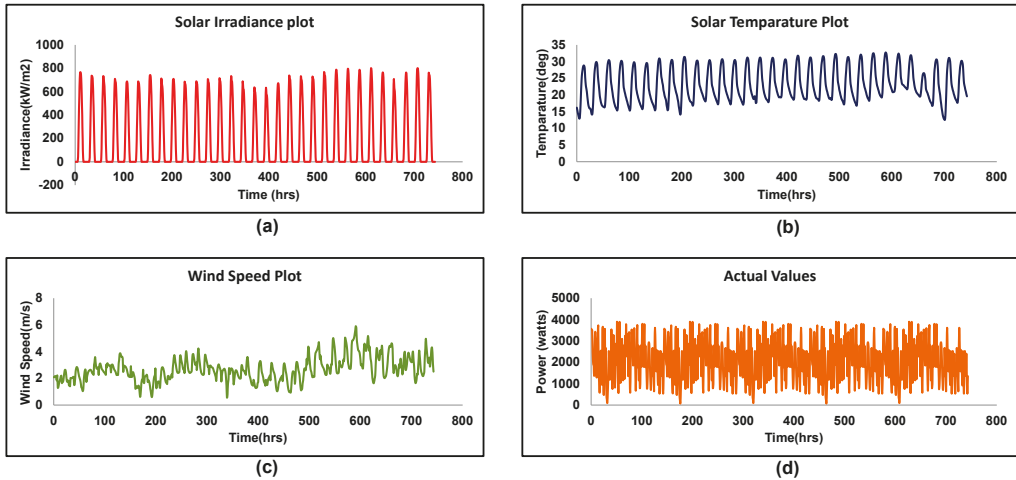 Solar Irradiance plot
Irradiance(kW/m2)
1000
800
600
400
200
0
-200
0 100 200 300 400 500 600 700 800
Time (hrs)
(a)
Solar Temparature Plot
Temparature(deg)
35
30
25
20
15
10
5
0
0 100 200 300 400 500 600 700 800
Time(hrs)
(b)
Wind Speed Plot
Wind Speed(m/s)
8
6
4
2
0
0 100 200 300 400 500 600 700 800
Time(hrs)
(c)
Actual Values
Power (watts)
5000
4000
3000
2000
1000
0
0 100 200 300 400 500 600 700 800
Time(hrs)
(d)